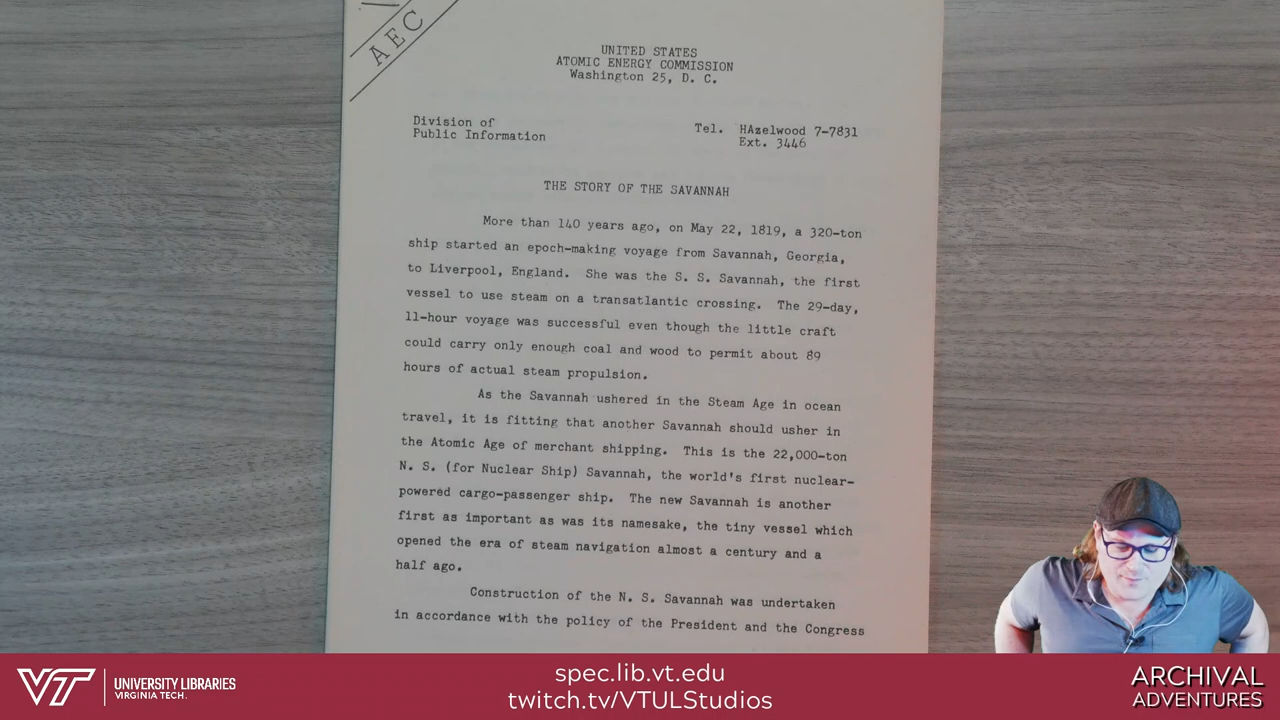 AEC
UNITED STATES
ATOMIC ENERGY COMMISSION
Washington 25, D. C.
Division of
Public Information
Tel. HAzelwood 7-7831
Ext. 3446
THE STORY OF THE SAVANNAH
More than 140 years ago, on May 22, 1819, a 320-ton
ship started an epoch-making voyage from Savannah, Georgia,
to Liverpool, England. She was the S. S. Savannah, the first
vessel to use steam on a transatlantic crossing. The 29-day,
11-hour voyage was successful even though the little craft
could carry only enough coal and wood to permit about 89
hours of actual steam propulsion.
As the Savannah ushered in the Steam Age in ocean
travel, it is fitting that another Savannah should usher in
the Atomic Age of merchant shipping. This is the 22,000-ton
N. S. (for Nuclear Ship) Savannah, the world's first nuclear-
powered cargo-passenger ship. The new Savannah is another
first as important as was its namesake, the tiny vessel which
opened the era of steam navigation almost a century and a
half ago.
Construction of the N. S. Savannah was undertaken
in accordance with the policy of the President and the Congress
VT UNIVERSITY LIBRARIES
VIRGINIA TECH.
spec.lib.vt.edu
twitch.tv/VTULStudios
ARCHIVAL
ADVENTURES